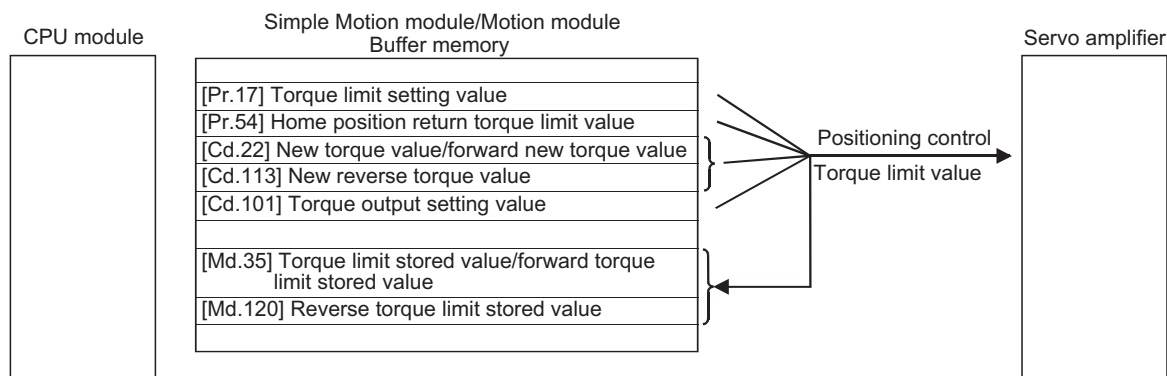 Simple Motion module/Motion module
Buffer memory
CPU module
Servo amplifier
[Pr.17] Torque limit setting value
[Pr.54] Home position return torque limit value
[Cd.22] New torque value/forward new torque value
[Cd.113] New reverse torque value
[Cd.101] Torque output setting value
Positioning control
Torque limit value
[Md.35] Torque limit stored value/forward torque
limit stored value
[Md.120] Reverse torque limit stored value